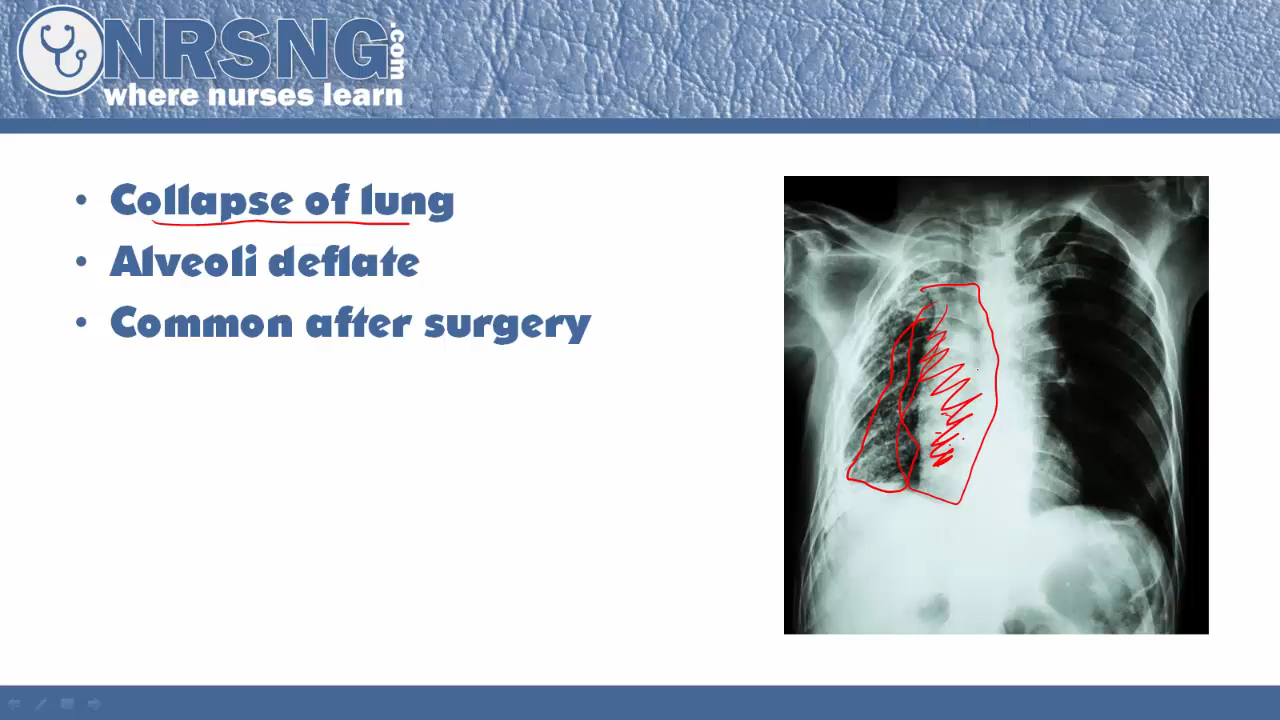 NRSNG.com
where nurses learn
• Collapse of lung
• Alveoli deflate
• Common after surgery